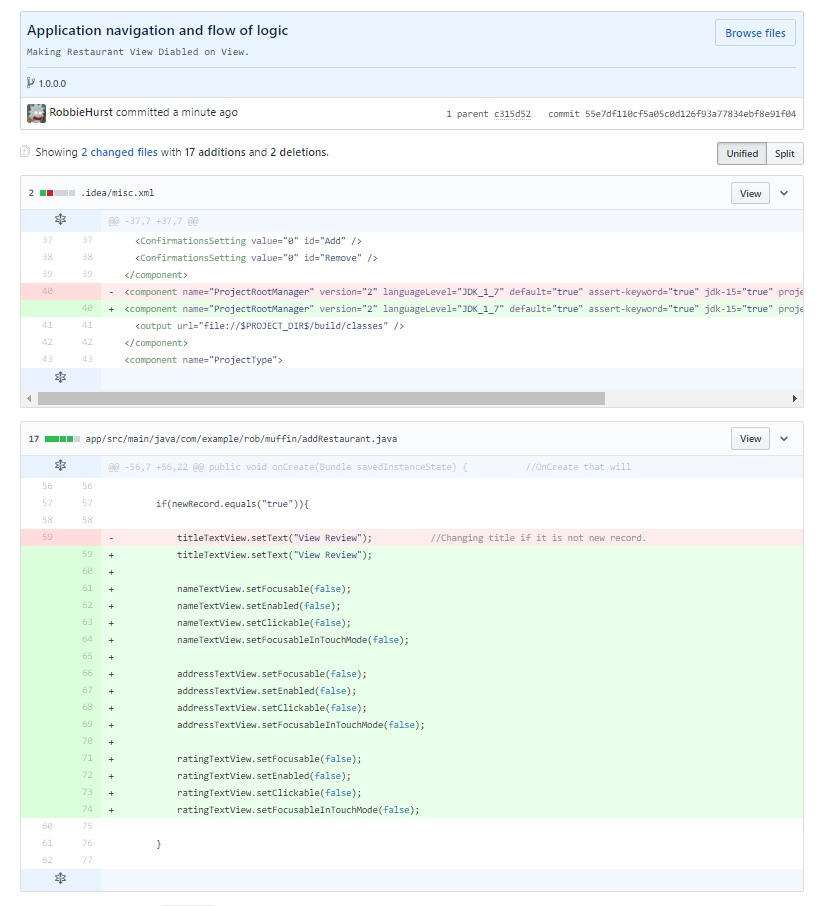 Application navigation and flow of logic
Browse files
Making Restaurant View Diabled on View.
1.0.0.0
RobbieHurst committed a minute ago
1 parent c315d52 commit 55e7df110cf5a05c0d126f93a77834ebf8e91f04
Showing 2 changed files with 17 additions and 2 deletions.
Unified Split
2 .idea/misc.xml
View
@@ -37,7 +37,7 @@
37 37 <ConfirmationsSetting value="0" id="Add" />
38 38 <ConfirmationsSetting value="0" id="Remove" />
39 39 </component>
40 - <component name="ProjectRootManager" version="2" languageLevel="JDK_1_7" default="true" assert-keyword="true" jdk-15="true" proje
40 + <component name="ProjectRootManager" version="2" languageLevel="JDK_1_7" default="true" assert-keyword="true" jdk-15="true" proje
41 41 <output url="file://$PROJECT_DIR$/build/classes" />
42 42 </component>
43 43 <component name="ProjectType">
17 app/src/main/java/com/example/rob/muffin/addRestaurant.java
View
@@ -56,7 +56,22 @@ public void onCreate(Bundle savedInstanceState) { //OnCreate that will
56 56
57 57 if(newRecord.equals("true")){
58 58
59 - titleTextView.setText("View Review"); //Changing title if it is not new record.
59 + titleTextView.setText("View Review");
60 +
61 + nameTextView.setFocusable(false);
62 + nameTextView.setEnabled(false);
63 + nameTextView.setClickable(false);
64 + nameTextView.setFocusableInTouchMode(false);
65 +
66 + addressTextView.setFocusable(false);
67 + addressTextView.setEnabled(false);
68 + addressTextView.setClickable(false);
69 + addressTextView.setFocusableInTouchMode(false);
70 +
71 + ratingTextView.setFocusable(false);
72 + ratingTextView.setEnabled(false);
73 + ratingTextView.setClickable(false);
74 + ratingTextView.setFocusableInTouchMode(false);
60 75
61 76 }
62 77